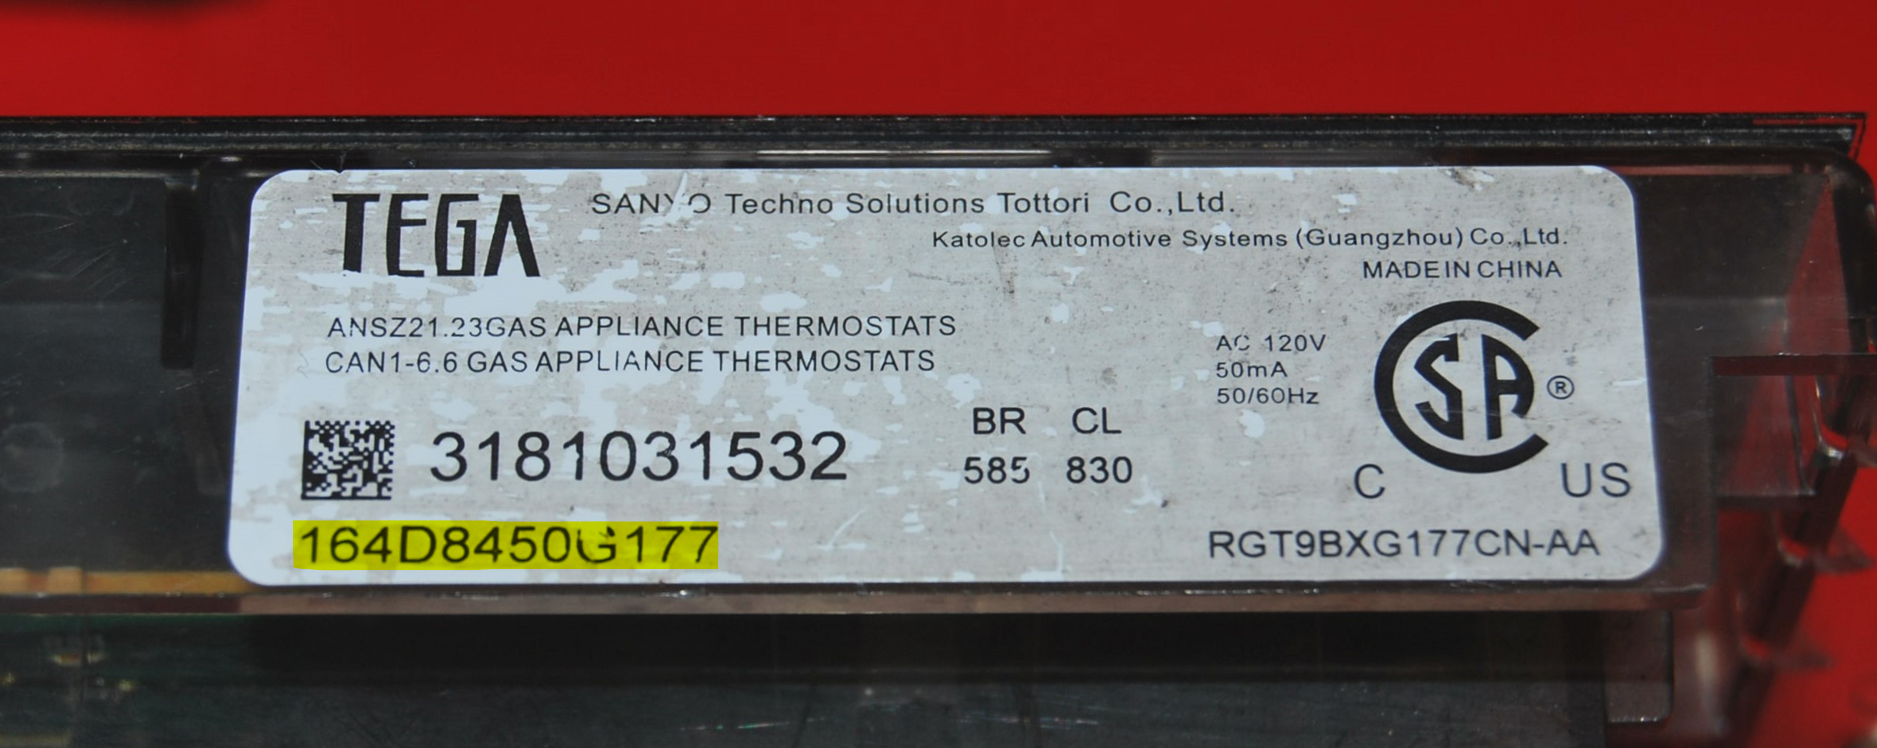 TEGA
SANYO Techno Solutions Tottori Co.,Ltd.
Katolec Automotive Systems (Guangzhou) Co.,Ltd.
MADE IN CHINA
ANSZ21.23GAS APPLIANCE THERMOSTATS
CAN1-6.6 GAS APPLIANCE THERMOSTATS
AC 120V
50mA
50/60Hz
CSA ®
C US
BR CL
585 830
3181031532
164D8450G177
RGT9BXG177CN-AA